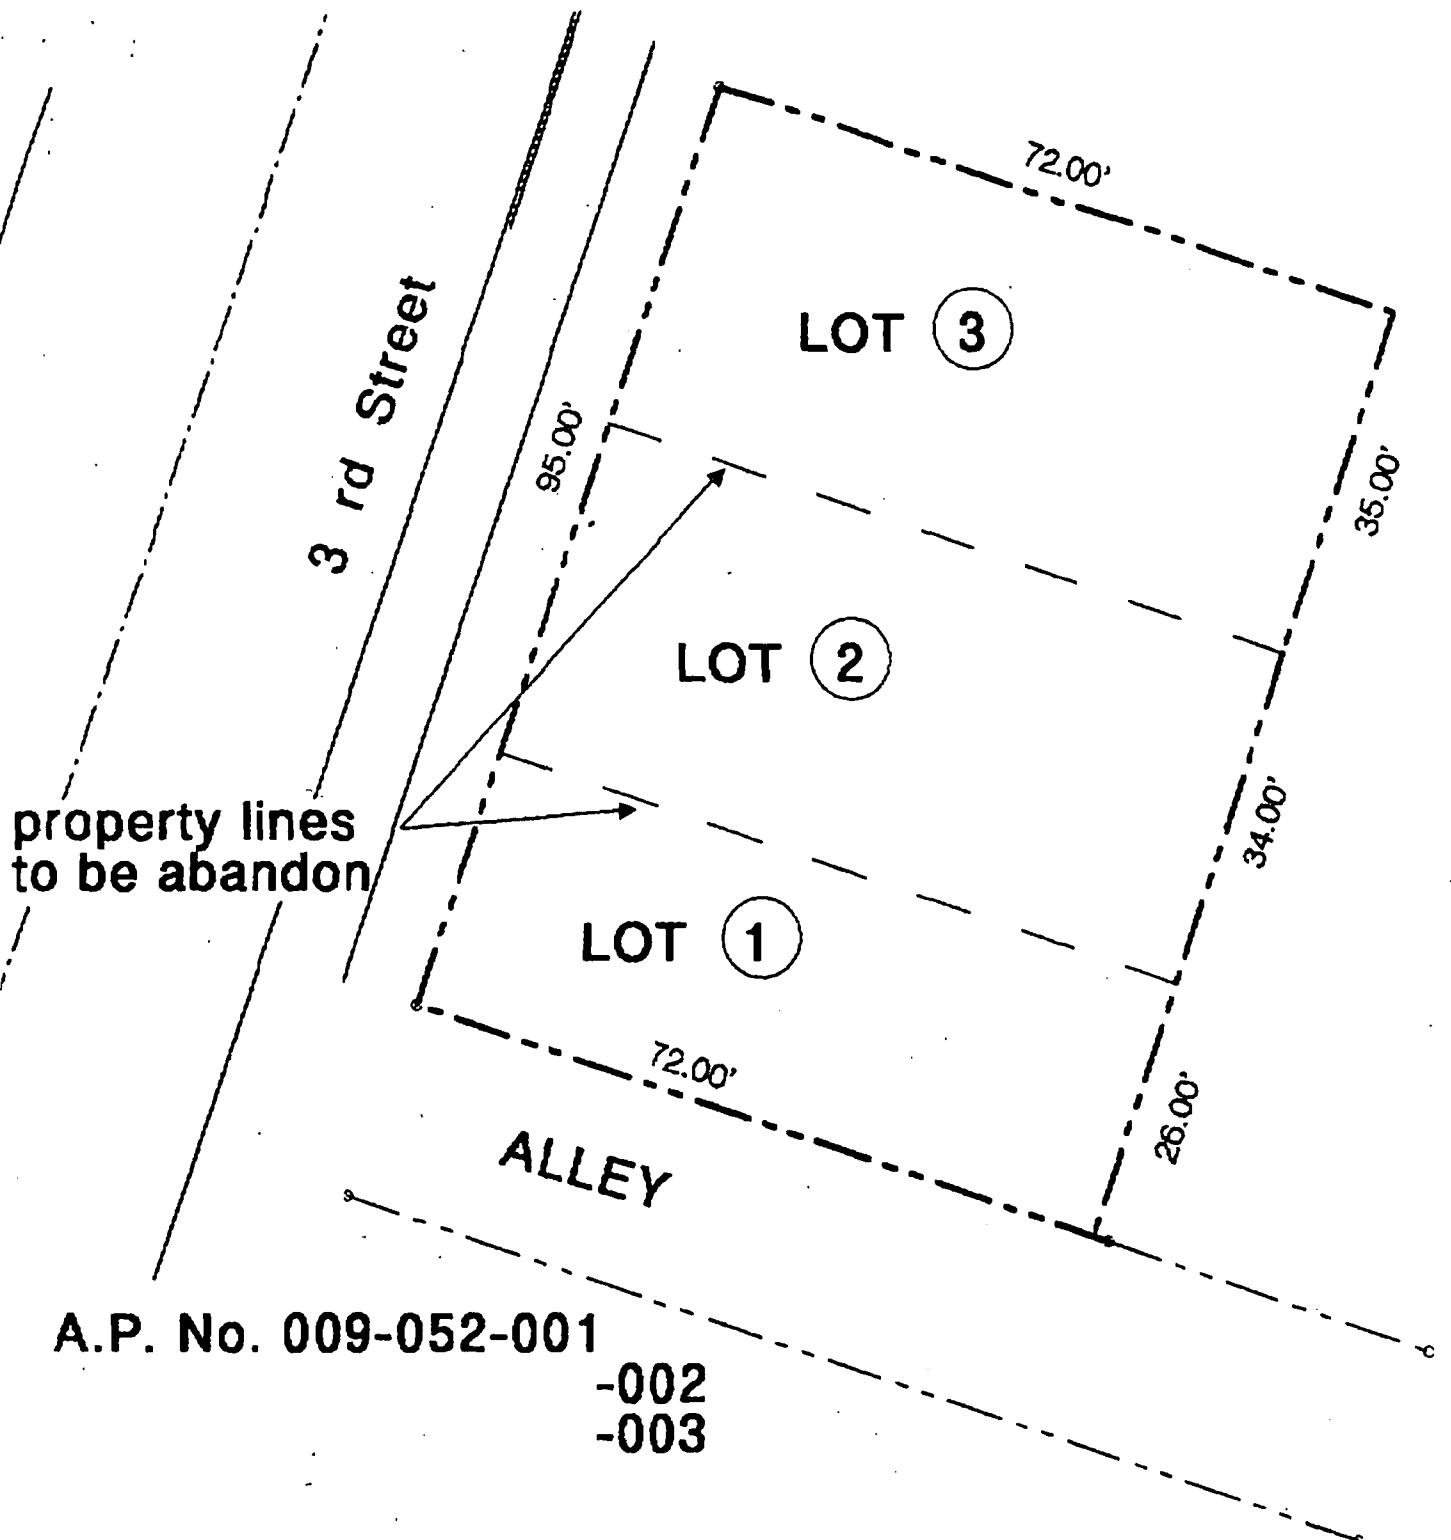 72.00'
LOT 3
3 rd Street
95.00'
35.00'
LOT 2
property lines
to be abandon
34.00'
LOT 1
72.00'
26.00'
ALLEY
A.P. No. 009-052-001
-002
-003